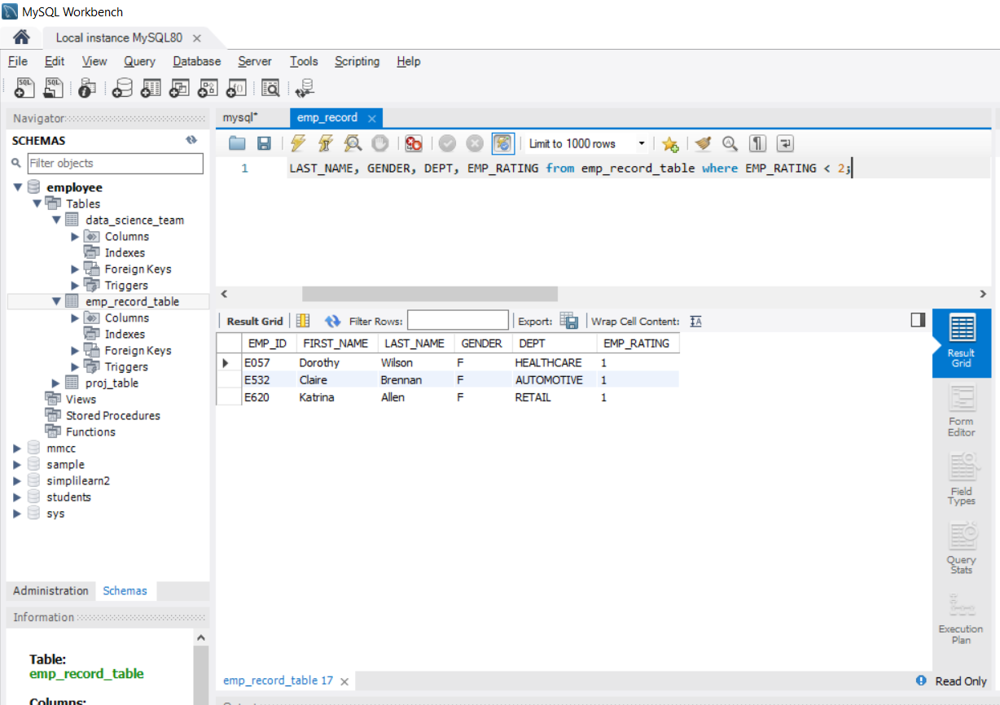 MySQL Workbench
Local instance MySQL80
File Edit View Query Database Server Tools Scripting Help
SQL SQL
Navigator
SCHEMAS
Filter objects
employee
Tables
data_science_team
Columns
Indexes
Foreign Keys
Triggers
emp_record_table
Columns
Indexes
Foreign Keys
Triggers
proj_table
Views
Stored Procedures
Functions
mmcc
sample
simplilearn2
students
sys
Administration Schemas
Information
Table:
emp_record_table
mysql* emp_record
Limit to 1000 rows
1 LAST_NAME, GENDER, DEPT, EMP_RATING from emp_record_table where EMP_RATING < 2;
Result Grid Filter Rows: Export: Wrap Cell Content:
EMP_ID FIRST_NAME LAST_NAME GENDER DEPT EMP_RATING
E057 Dorothy Wilson F HEALTHCARE 1
E532 Claire Brennan F AUTOMOTIVE 1
E620 Katrina Allen F RETAIL 1
Result
Grid
Form
Editor
Field
Types
Query
Stats
Execution
Plan
emp_record_table 17
Read Only